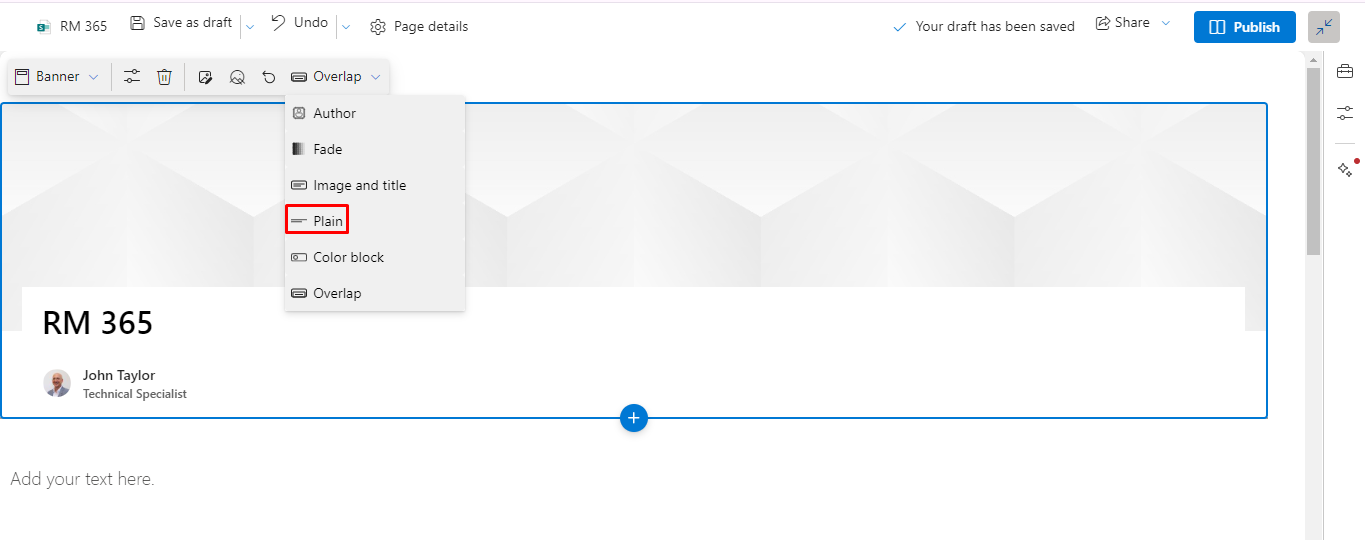 RM 365 Save as draft Undo Page details Your draft has been saved Share Publish
Banner Overlap
Author
Fade
Image and title
Plain
Color block
Overlap
RM 365
John Taylor
Technical Specialist
Add your text here.